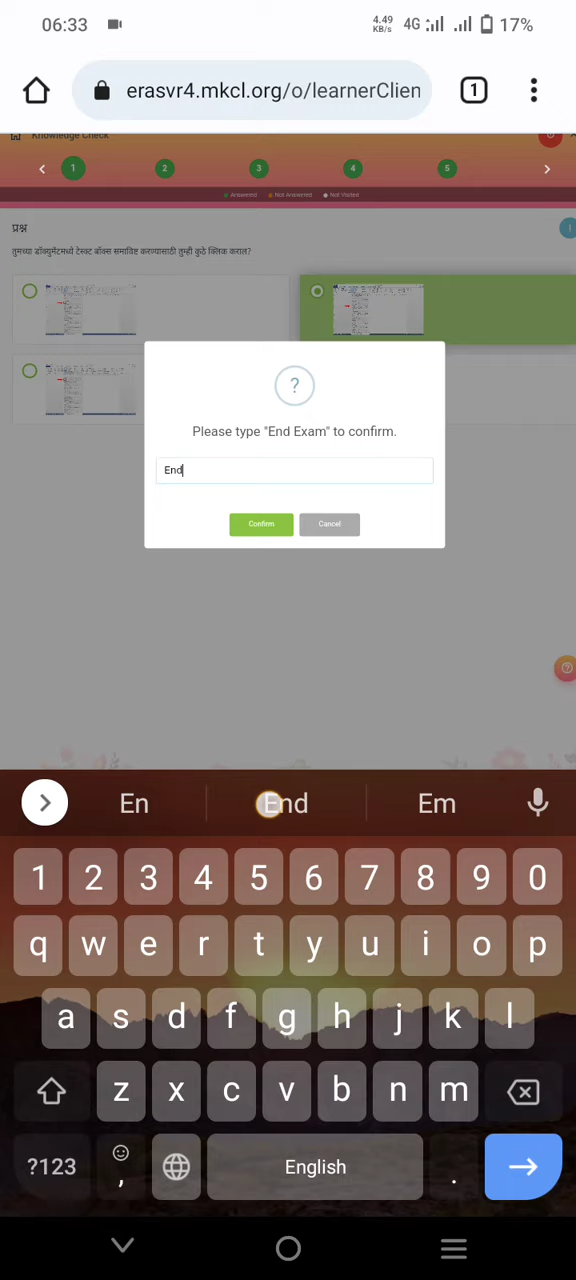 06:33
4.49 KB/s 4G 17%
erasvr4.mkcl.org/o/learnerClien
1
Knowledge Check
1 2 3 4 5
Answered Not Answered Not Visited
प्रश्न
तुमच्या डॉक्युमेंटमध्ये टेक्स्ट बॉक्स समाविष्ट करण्यासाठी तुम्ही कुठे क्लिक कराल?
?
Please type "End Exam" to confirm.
End
Confirm Cancel
En End Em
1 2 3 4 5 6 7 8 9 0
q w e r t y u i o p
a s d f g h j k l
z x c v b n m
?123 , English .